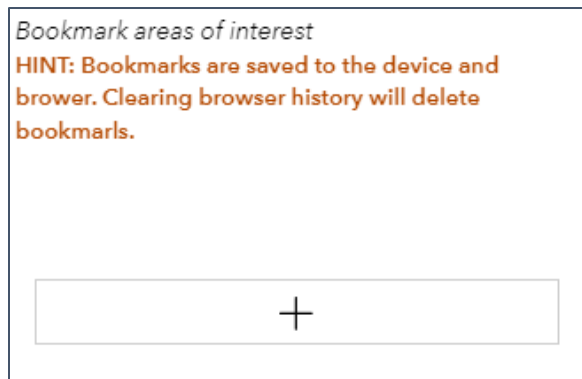 Bookmark areas of interest
HINT: Bookmarks are saved to the device and
brower. Clearing browser history will delete
bookmarls.
+